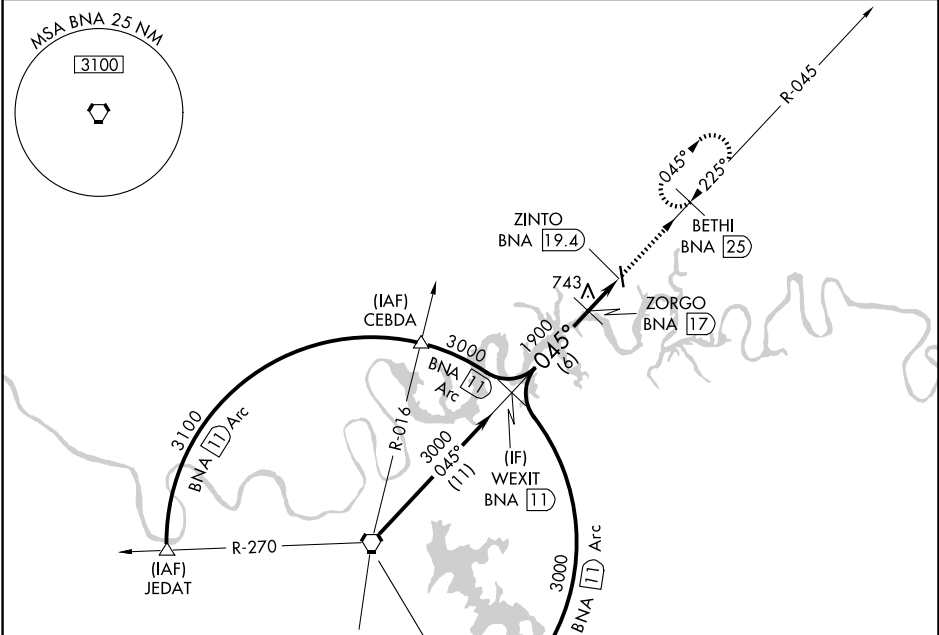 MSA BNA 25 NM
3100
R-045
045°
225°
BETHI
BNA 25
ZINTO
BNA 19.4
743
ZORGO
BNA 17
(IAF)
CEBDA
3000
BNA 11
Arc
1900
045°
(6)
3100
BNA 11 Arc
R-016
3000
045°
(11)
(IF)
WEXIT
BNA 11
R-270
(IAF)
JEDAT
3000
BNA 11 Arc